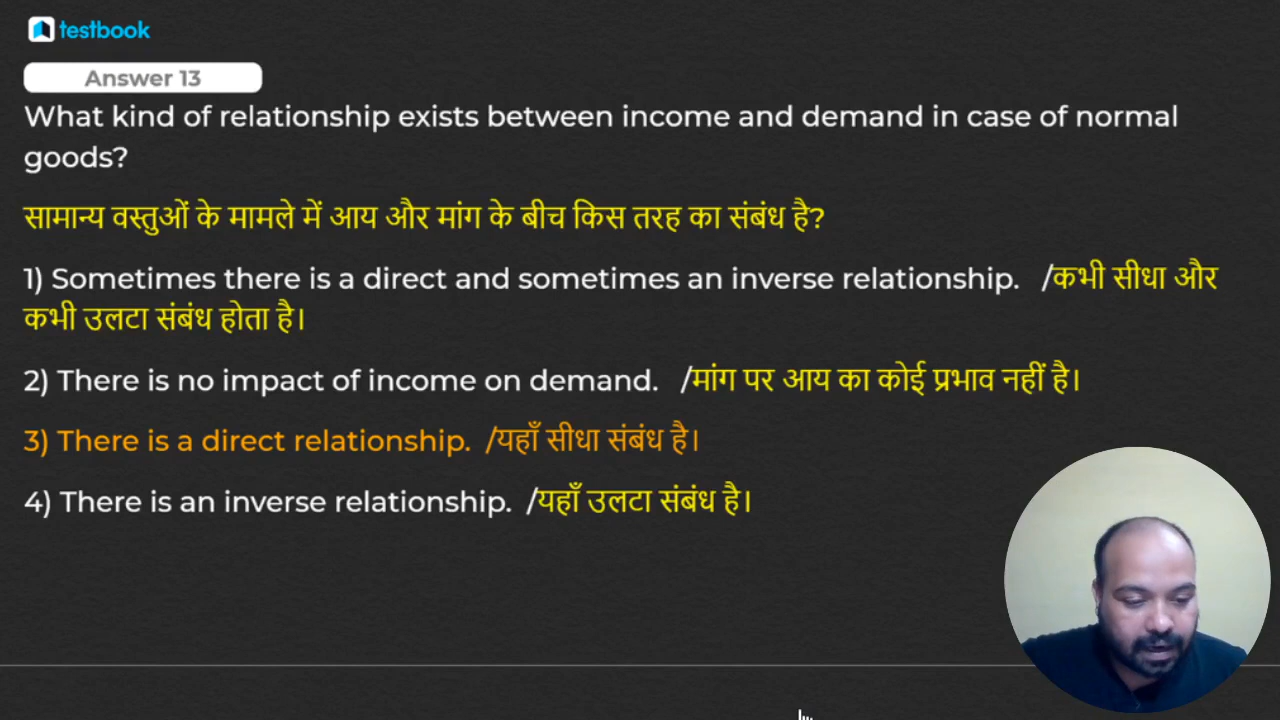 testbook
Answer 13
What kind of relationship exists between income and demand in case of normal
goods?
सामान्य वस्तुओं के मामले में आय और मांग के बीच किस तरह का संबंध है?
1) Sometimes there is a direct and sometimes an inverse relationship. /कभी सीधा और
कभी उलटा संबंध होता है।
2) There is no impact of income on demand. /मांग पर आय का कोई प्रभाव नहीं है।
3) There is a direct relationship. /यहाँ सीधा संबंध है।
4) There is an inverse relationship. /यहाँ उलटा संबंध है।